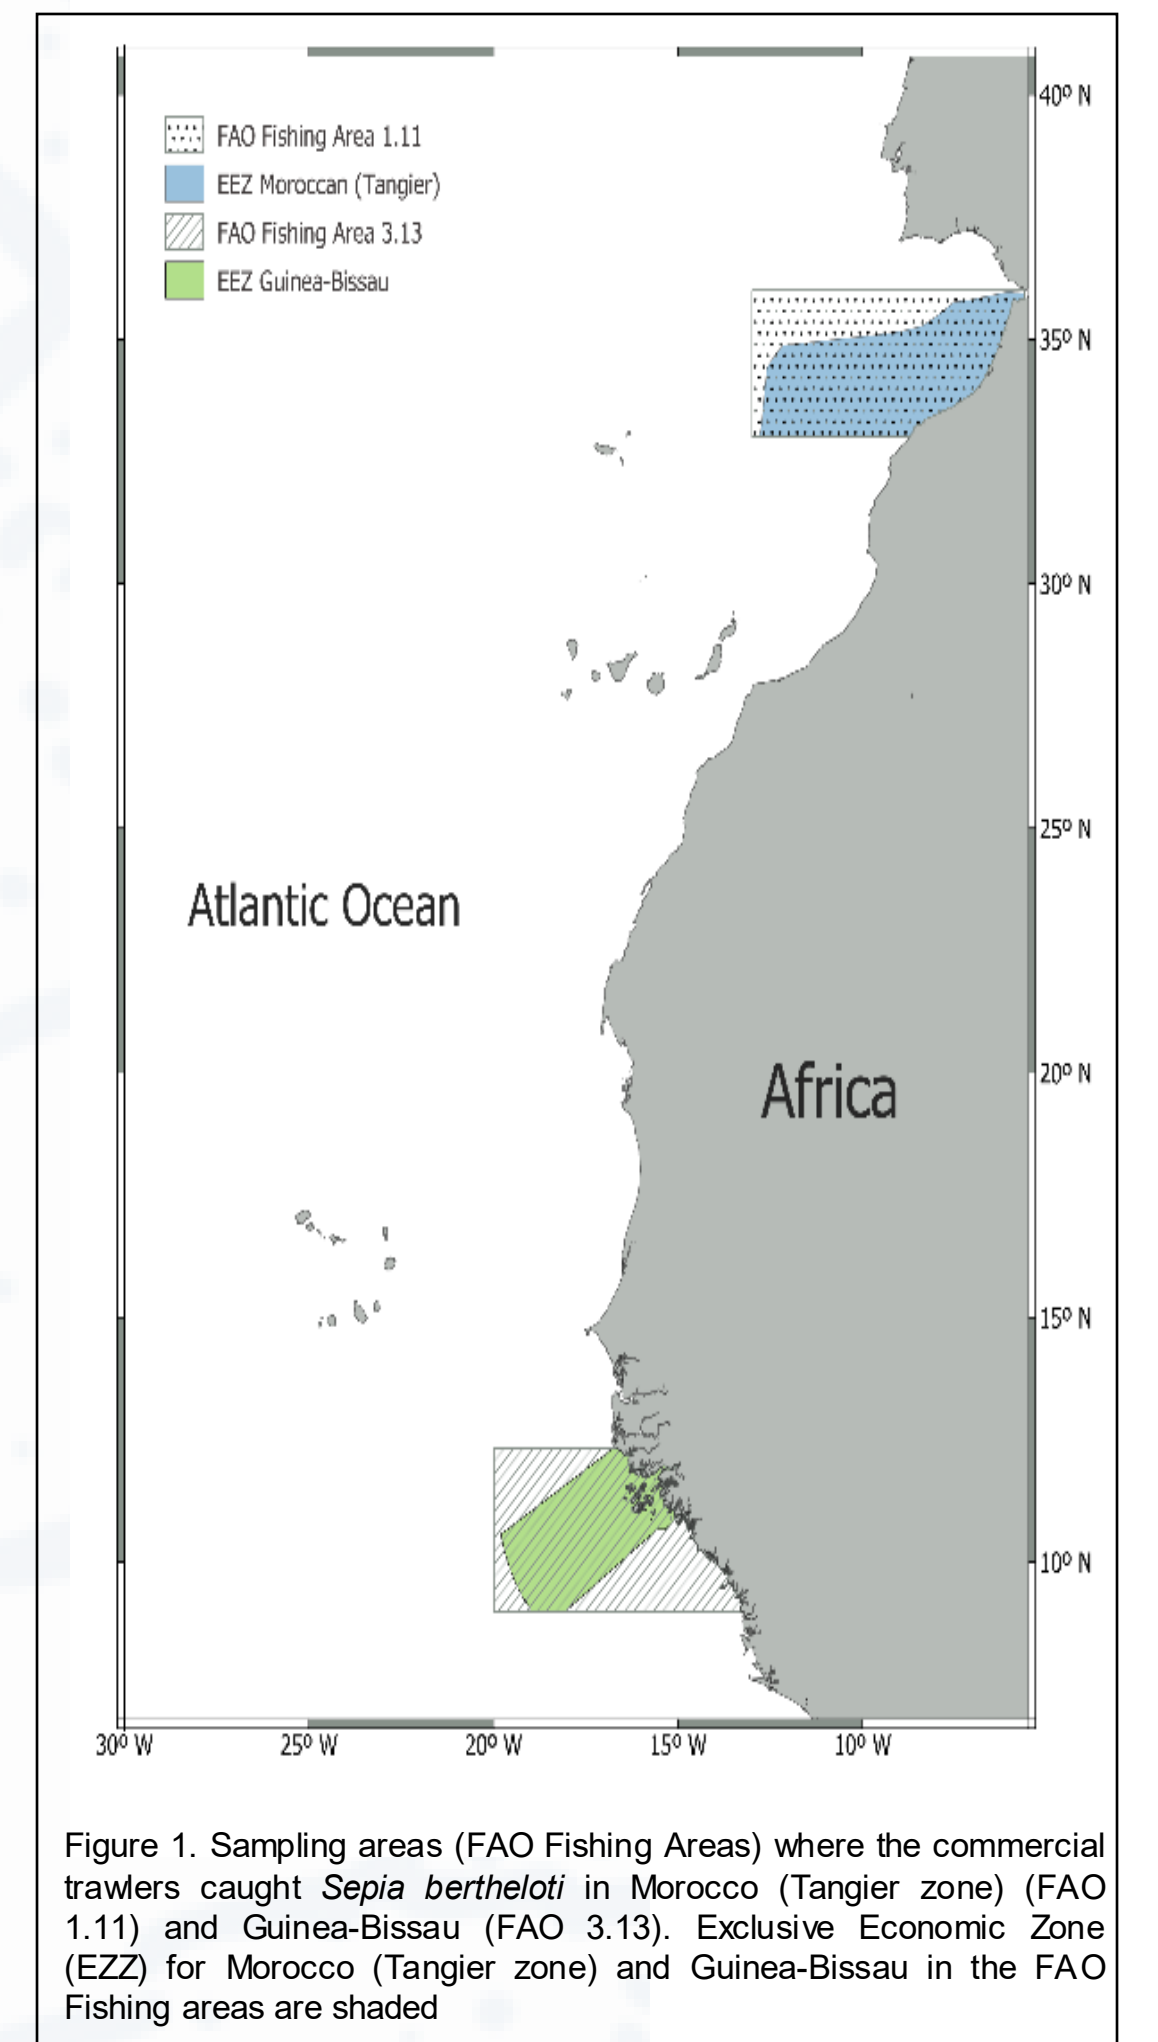 FAO Fishing Area 1.11
EEZ Moroccan (Tangier)
FAO Fishing Area 3.13
EEZ Guinea-Bissau
40º N
35º N
30º N
25º N
Atlantic Ocean
20º N
Africa
15º N
10º N
30º W 25º W 20º W 15º W 10º W
Figure 1. Sampling areas (FAO Fishing Areas) where the commercial
trawlers caught Sepia bertheloti in Morocco (Tangier zone) (FAO
1.11) and Guinea-Bissau (FAO 3.13). Exclusive Economic Zone
(EZZ) for Morocco (Tangier zone) and Guinea-Bissau in the FAO
Fishing areas are shaded